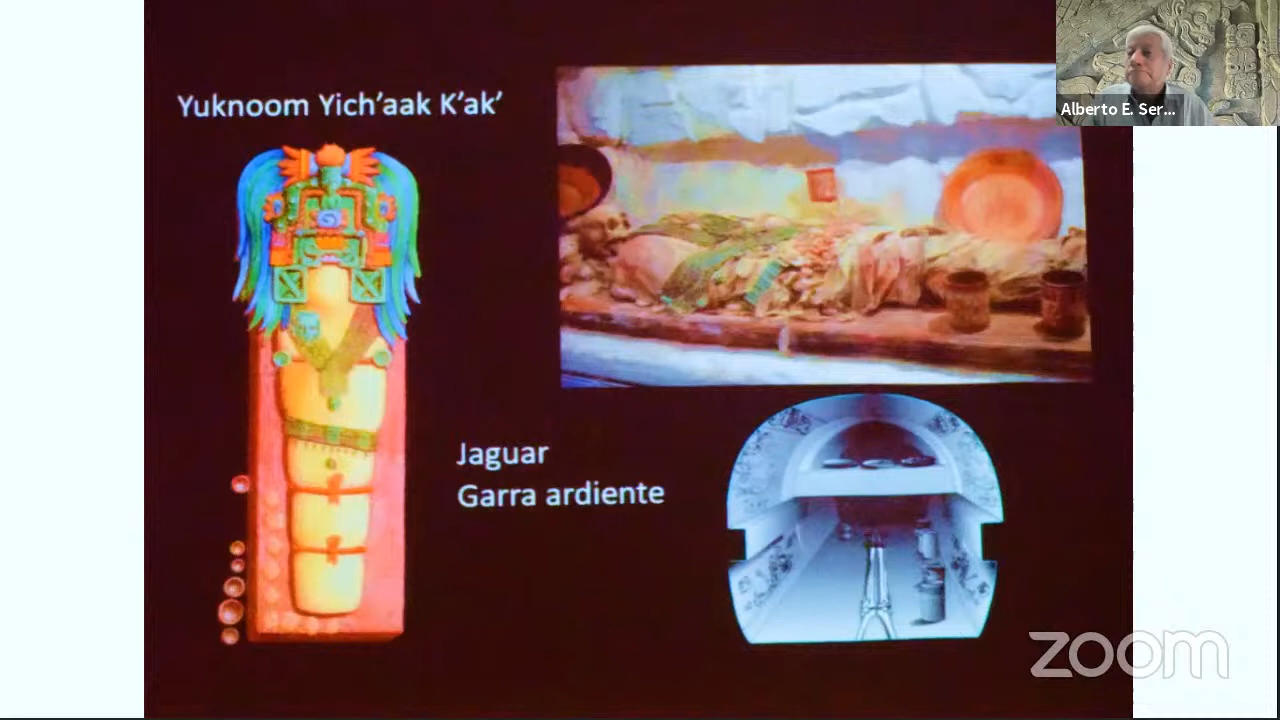 Yuknoom Yich’aak K’ak’
Alberto E. Ser...
Jaguar
Garra ardiente
zoom